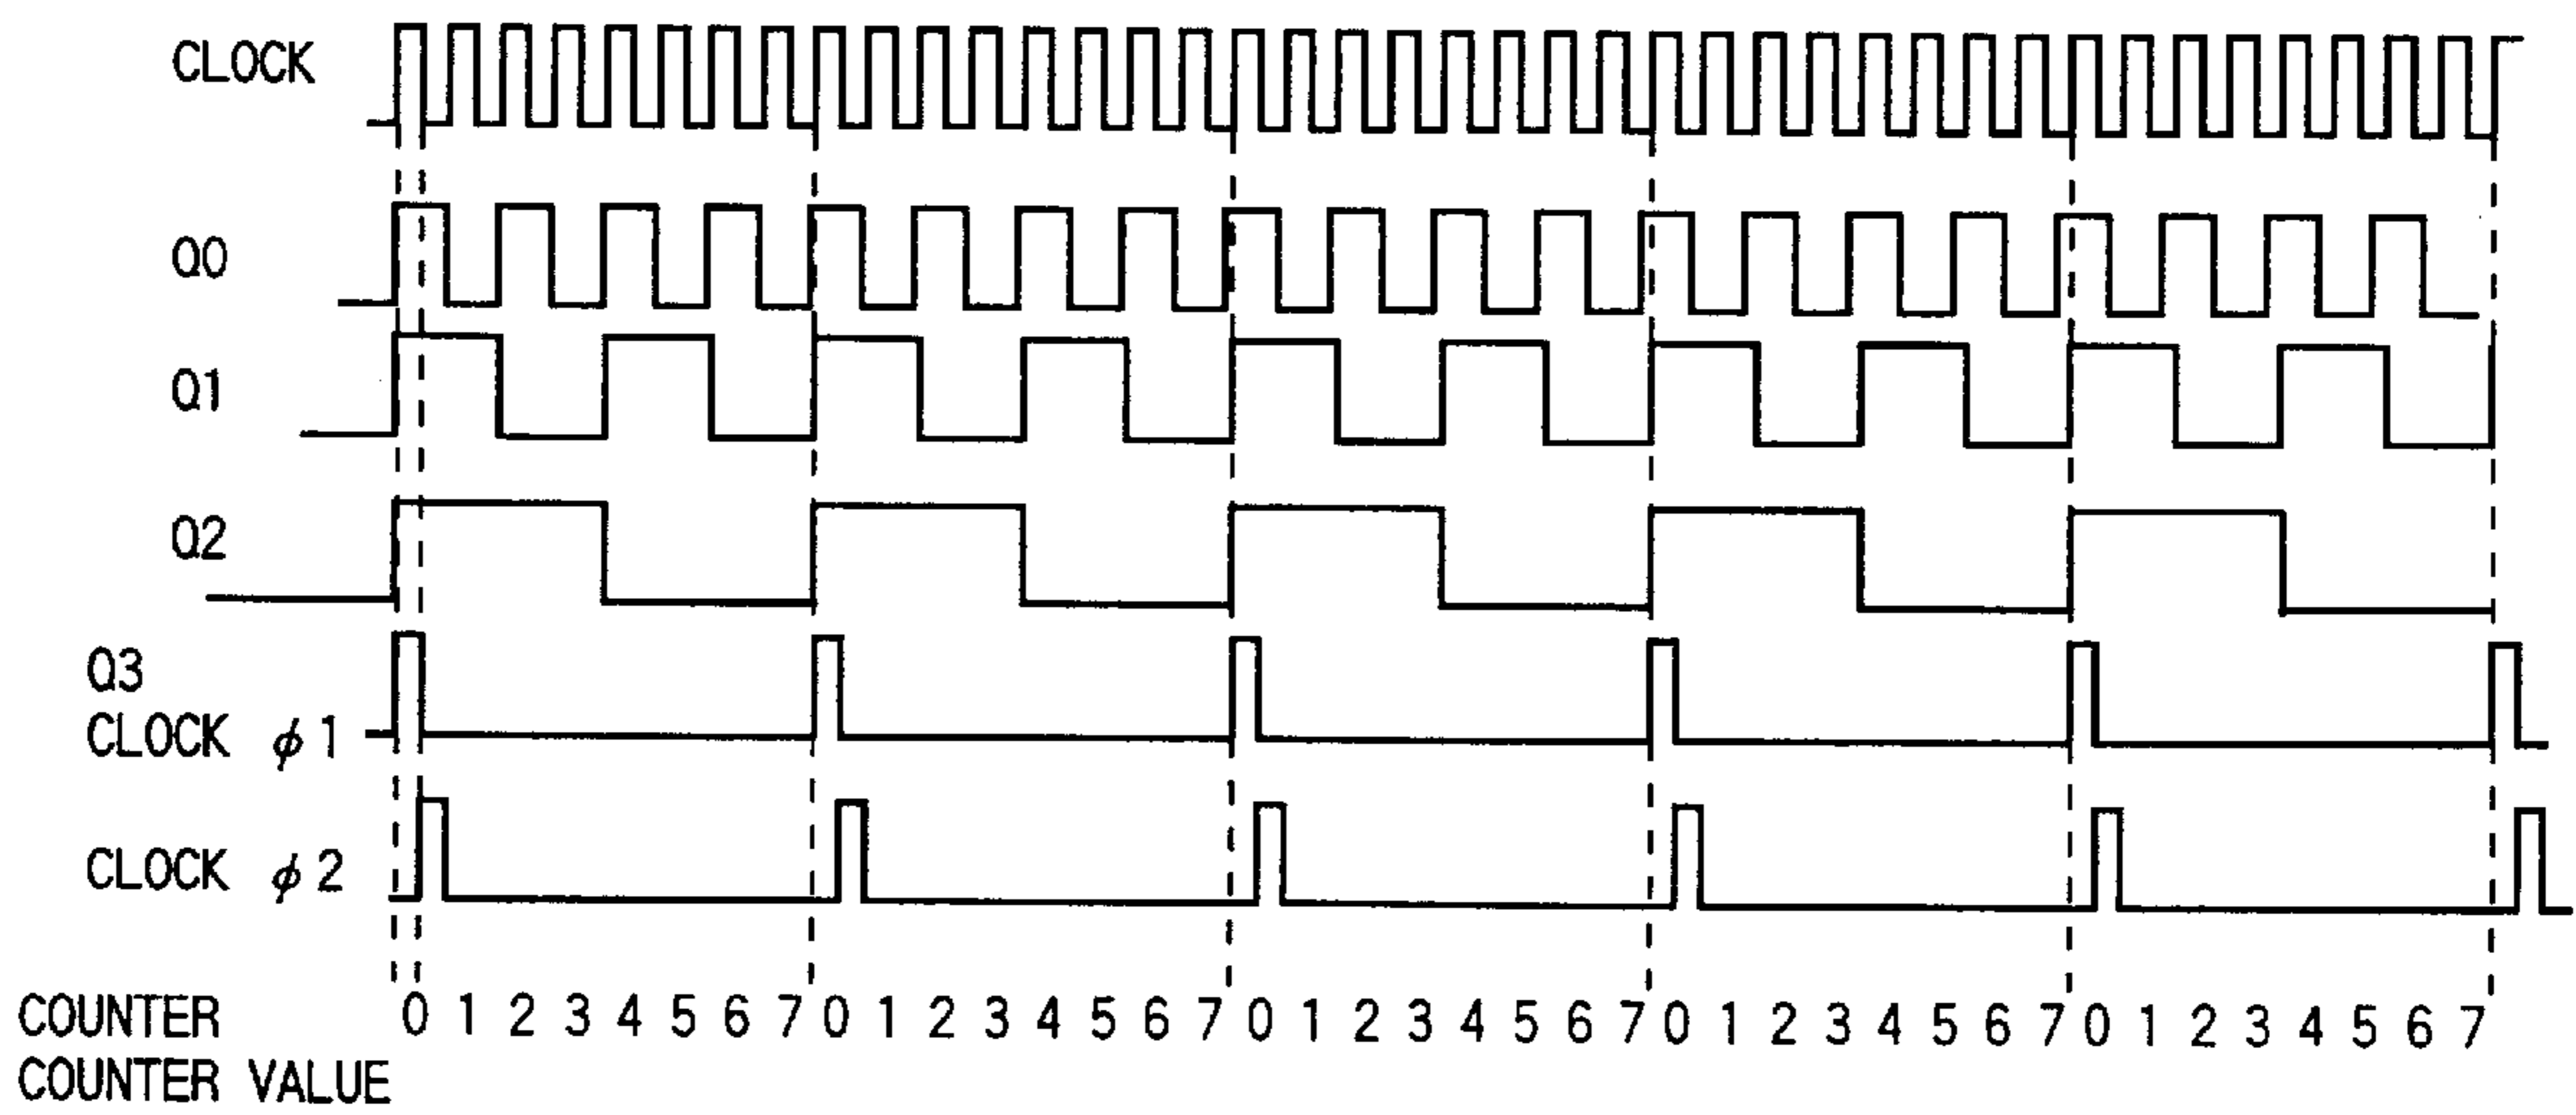 CLOCK
Q0
Q1
Q2
Q3
CLOCK ϕ1
CLOCK ϕ2
COUNTER 0 1 2 3 4 5 6 7 0 1 2 3 4 5 6 7 0 1 2 3 4 5 6 7 0 1 2 3 4 5 6 7 0 1 2 3 4 5 6 7
COUNTER VALUE